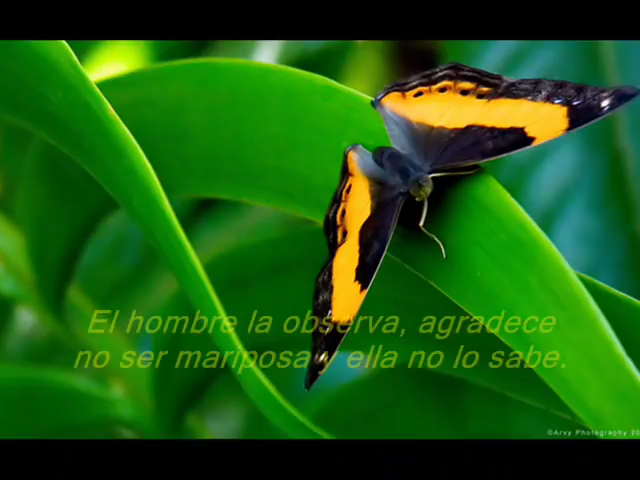 El hombre la observa, agradece
no ser mariposa y ella no lo sabe.
©Arvy Photography 20